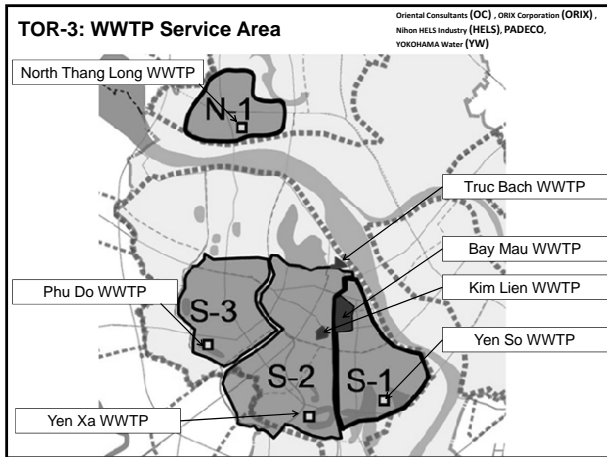 TOR-3: WWTP Service Area
Oriental Consultants (OC) , ORIX Corporation (ORIX) ,
Nihon HELS Industry (HELS), PADECO,
YOKOHAMA Water (YW)
North Thang Long WWTP
N-1
Truc Bach WWTP
Bay Mau WWTP
Kim Lien WWTP
Phu Do WWTP
S-3
Yen So WWTP
S-2
S-1
Yen Xa WWTP